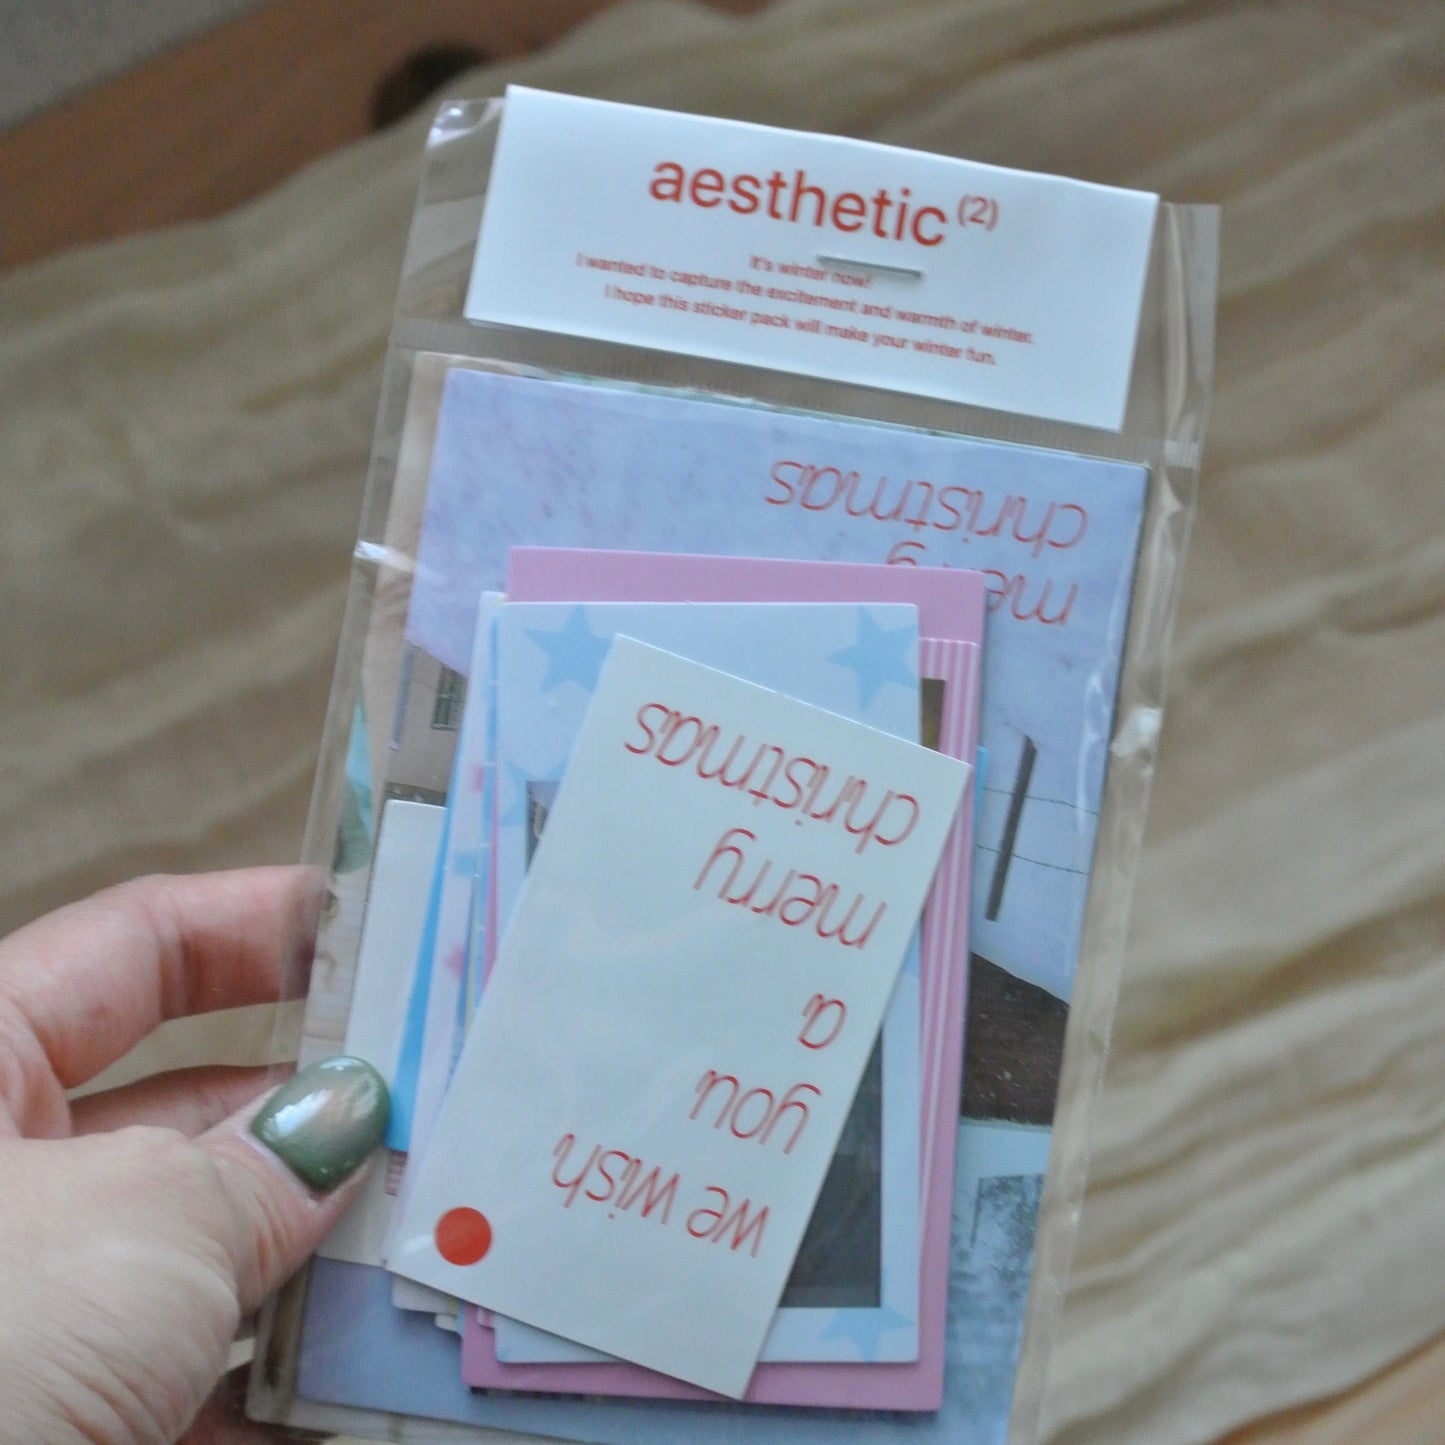 aesthetic (2)
It's winter now!
I wanted to capture the excitement and warmth of winter.
I hope this sticker pack will make your winter fun.
merry
christmas
we wish
you
a
merry
christmas